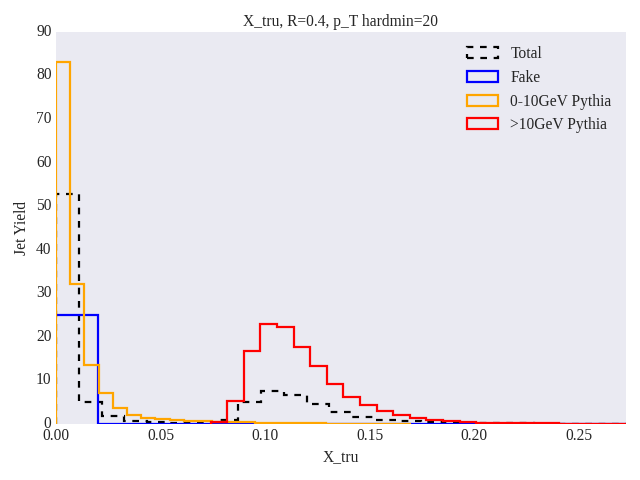 X_tru, R=0.4, p_T hardmin=20
90
80
70
60
50
40
30
20
10
0
Jet Yield
Total
Fake
0-10GeV Pythia
>10GeV Pythia
0.00 0.05 0.10 0.15 0.20 0.25
X_tru